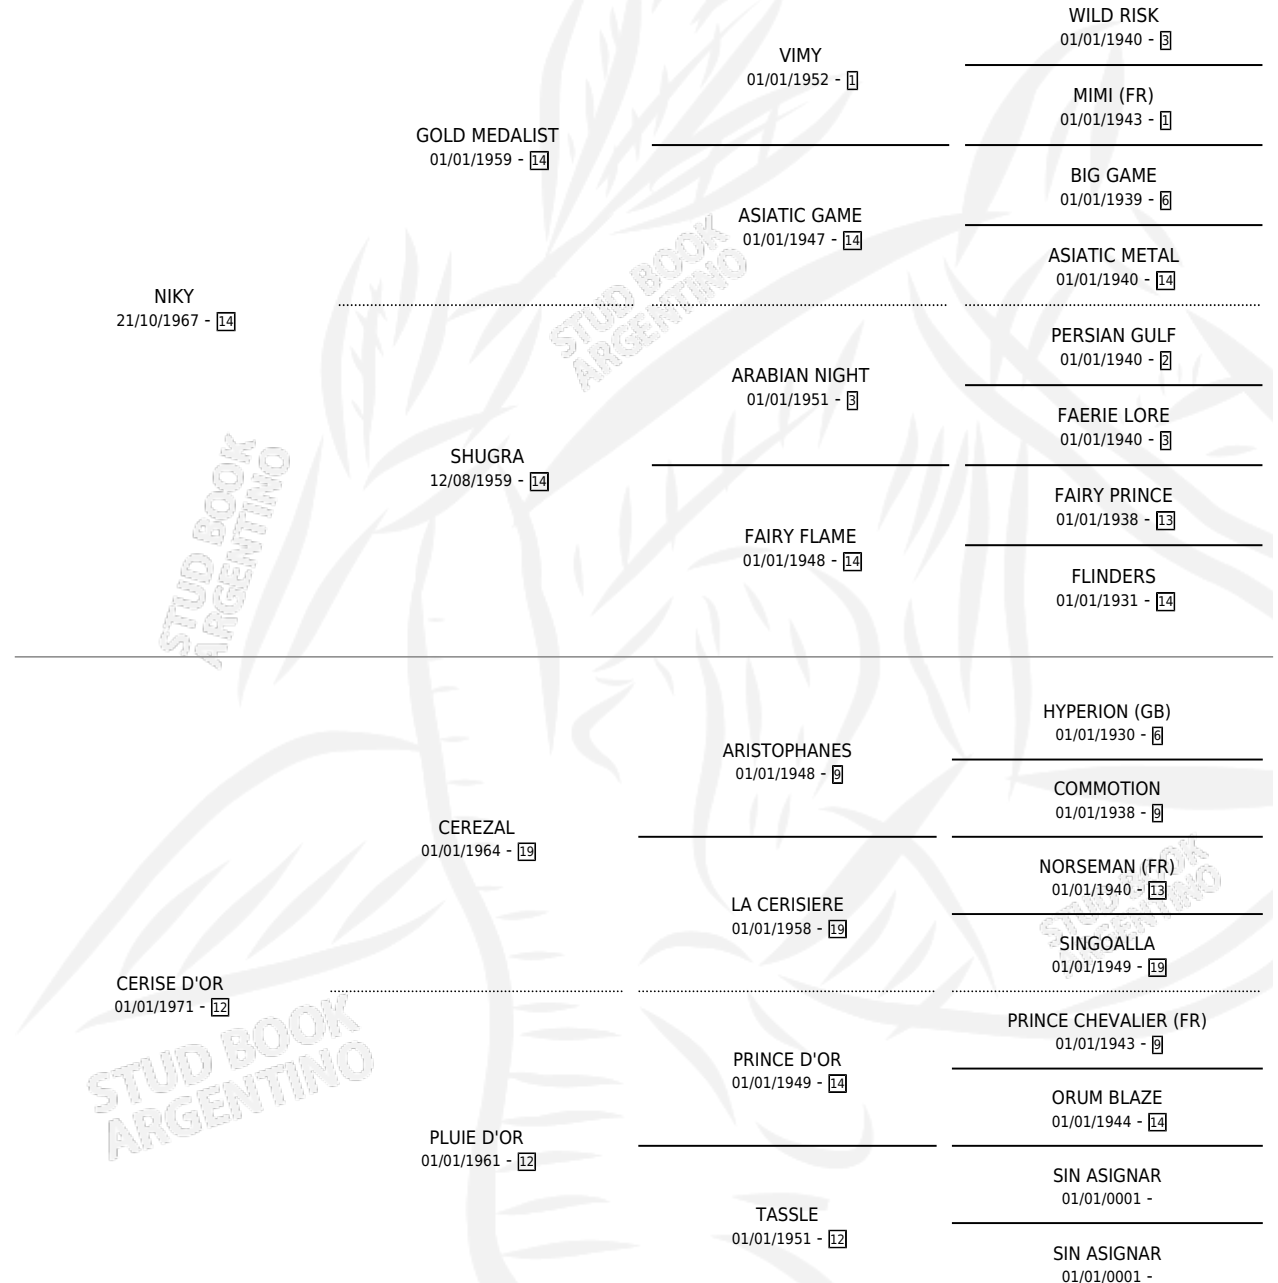 WILD RISK
01/01/1940 - 3
VIMY
01/01/1952 - 1
MIMI (FR)
01/01/1943 - 1
GOLD MEDALIST
01/01/1959 - 14
BIG GAME
01/01/1939 - 6
ASIATIC GAME
01/01/1947 - 14
ASIATIC METAL
01/01/1940 - 14
NIKY
21/10/1967 - 14
STUD BOOK
ARGENTINO
PERSIAN GULF
01/01/1940 - 2
ARABIAN NIGHT
01/01/1951 - 3
FAERIE LORE
01/01/1940 - 3
SHUGRA
12/08/1959 - 14
FAIRY PRINCE
01/01/1938 - 13
FAIRY FLAME
01/01/1948 - 14
FLINDERS
01/01/1931 - 14
STUD BOOK
ARGENTINO
HYPERION (GB)
01/01/1930 - 6
ARISTOPHANES
01/01/1948 - 9
COMMOTION
01/01/1938 - 9
CEREZAL
01/01/1964 - 19
NORSEMAN (FR)
01/01/1940 - 13
LA CERISIERE
01/01/1958 - 19
SINGOALLA
01/01/1949 - 19
STUD BOOK
ARGENTINO
CERISE D'OR
01/01/1971 - 12
PRINCE CHEVALIER (FR)
01/01/1943 - 9
PRINCE D'OR
01/01/1949 - 14
ORUM BLAZE
01/01/1944 - 14
STUD BOOK
ARGENTINO
PLUIE D'OR
01/01/1961 - 12
SIN ASIGNAR
01/01/0001 -
TASSLE
01/01/1951 - 12
SIN ASIGNAR
01/01/0001 -